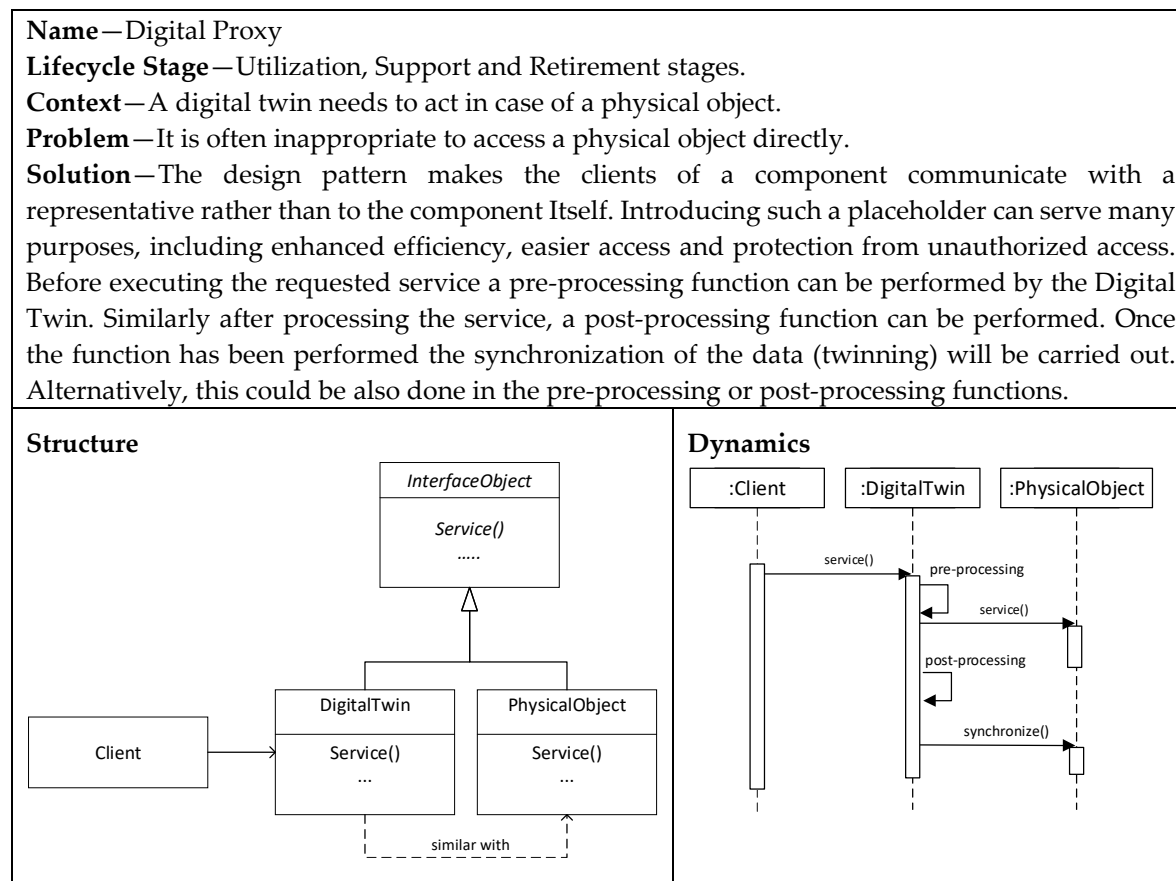 Name—Digital Proxy
Lifecycle Stage—Utilization, Support and Retirement stages.
Context—A digital twin needs to act in case of a physical object.
Problem—It is often inappropriate to access a physical object directly.
Solution—The design pattern makes the clients of a component communicate with a
representative rather than to the component Itself. Introducing such a placeholder can serve many
purposes, including enhanced efficiency, easier access and protection from unauthorized access.
Before executing the requested service a pre-processing function can be performed by the Digital
Twin. Similarly after processing the service, a post-processing function can be performed. Once
the function has been performed the synchronization of the data (twinning) will be carried out.
Alternatively, this could be also done in the pre-processing or post-processing functions.
Structure
InterfaceObject
Service()
.....
DigitalTwin
Service()
...
PhysicalObject
Service()
...
Client
similar with
Dynamics
:Client
:DigitalTwin
:PhysicalObject
service()
pre-processing
service()
post-processing
synchronize()